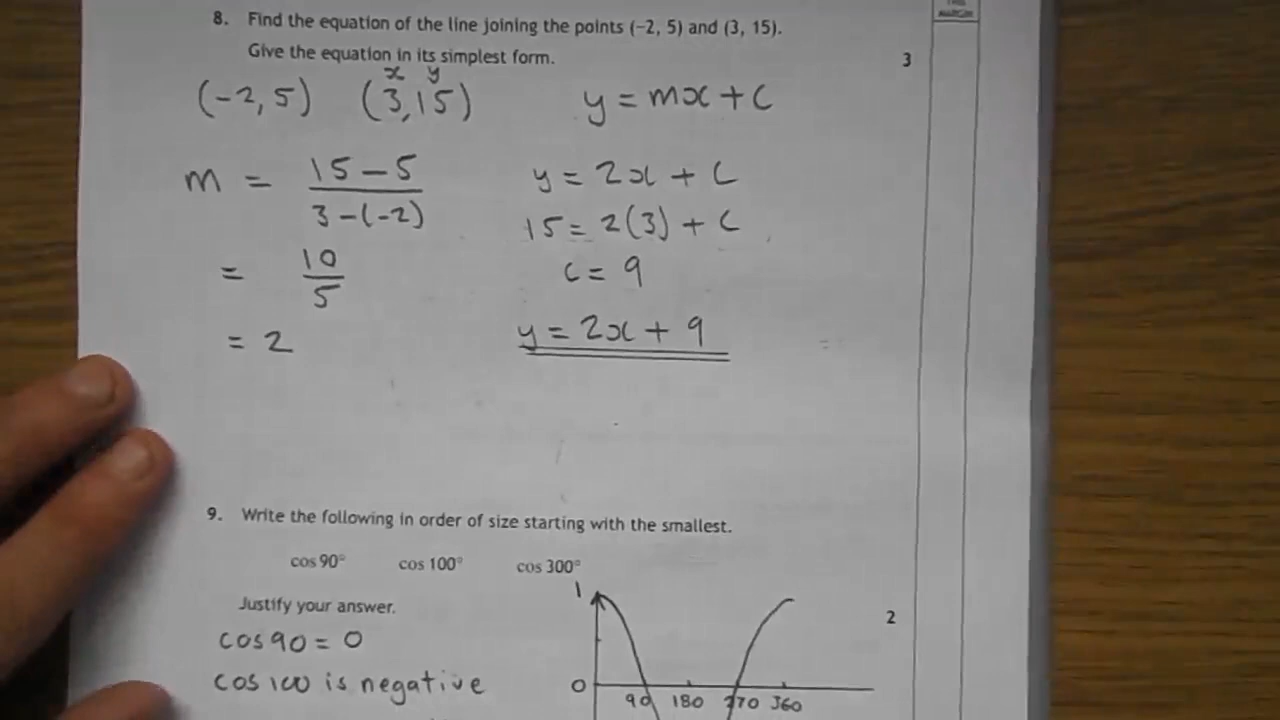 THIS
MARGIN
8. Find the equation of the line joining the points (−2, 5) and (3, 15).
Give the equation in its simplest form.
3
x y
(-2,5) (3,15)
y = mx + c
m = 15 - 5 / 3 - (-2)
= 10 / 5
= 2
y = 2x + c
15 = 2(3) + c
c = 9
y = 2x + 9
9. Write the following in order of size starting with the smallest.
cos 90° cos 100° cos 300°
Justify your answer.
2
cos 90 = 0
cos 100 is negative
1
0
90 180 270 360